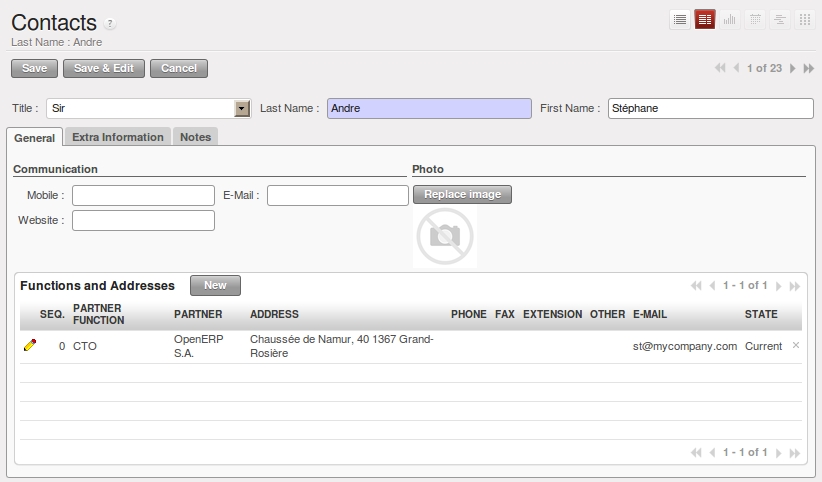 Contacts ?
Last Name : Andre
Save Save & Edit Cancel 1 of 23
Title : Sir Last Name : Andre First Name : Stéphane
General Extra Information Notes
Communication Photo
Mobile : E-Mail : Replace image
Website :
Functions and Addresses New 1 - 1 of 1
SEQ. PARTNER FUNCTION PARTNER ADDRESS PHONE FAX EXTENSION OTHER E-MAIL STATE
0 CTO OpenERP S.A. Chaussée de Namur, 40 1367 Grand-Rosière st@mycompany.com Current
1 - 1 of 1